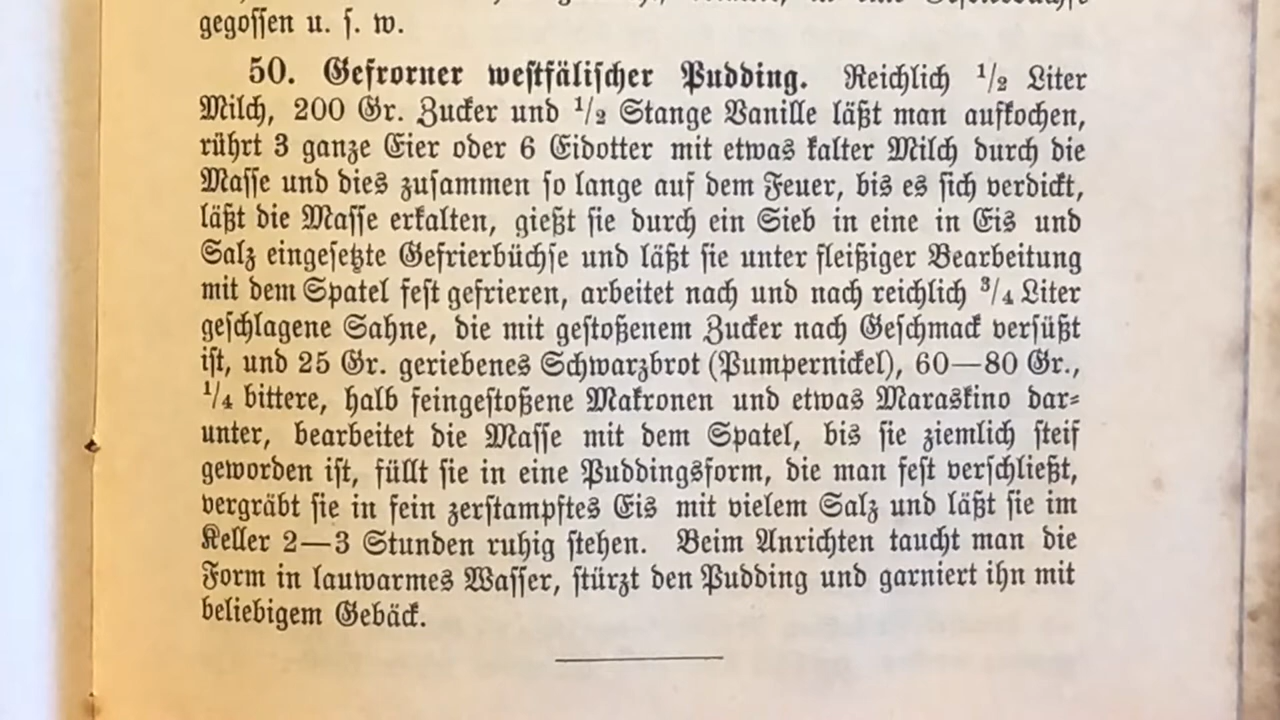 gegoſſen u. ſ. w.
50. Gefrorner weſtfäliſcher Pudding. Reichlich 1/2 Liter
Milch, 200 Gr. Zucker und 1/2 Stange Vanille läßt man aufkochen,
rührt 3 ganze Eier oder 6 Eidotter mit etwas kalter Milch durch die
Maſſe und dies zuſammen ſo lange auf dem Feuer, bis es ſich verdickt,
läßt die Maſſe erkalten, gießt ſie durch ein Sieb in eine in Eis und
Salz eingeſetzte Gefrierbüchſe und läßt ſie unter fleißiger Bearbeitung
mit dem Spatel feſt gefrieren, arbeitet nach und nach reichlich 3/4 Liter
geſchlagene Sahne, die mit geſtoßenem Zucker nach Geſchmack verſüßt
iſt, und 25 Gr. geriebenes Schwarzbrot (Pumpernickel), 60—80 Gr.,
1/4 bittere, halb feingeſtoßene Makronen und etwas Maraskino dar⸗
unter, bearbeitet die Maſſe mit dem Spatel, bis ſie ziemlich ſteif
geworden iſt, füllt ſie in eine Puddingsform, die man feſt verſchließt,
vergräbt ſie in fein zerſtampftes Eis mit vielem Salz und läßt ſie im
Keller 2—3 Stunden ruhig ſtehen. Beim Anrichten taucht man die
Form in lauwarmes Waſſer, ſtürzt den Pudding und garniert ihn mit
beliebigem Gebäck.